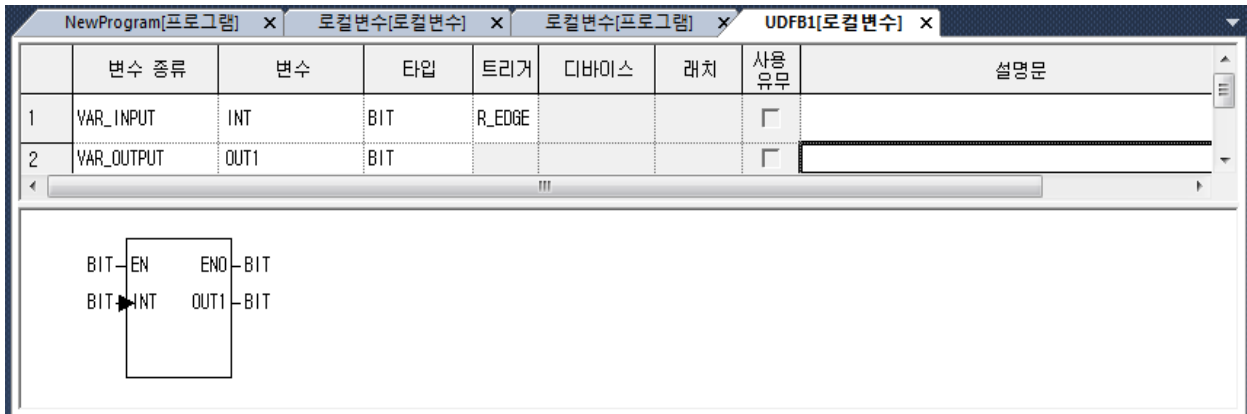 NewProgram[프로그램] x 로컬변수[로컬변수] x 로컬변수[프로그램] x UDFB1[로컬변수] x
변수 종류 변수 타입 트리거 디바이스 래치 사용 유무 설명문
1 VAR_INPUT INT BIT R_EDGE
2 VAR_OUTPUT OUT1 BIT
BIT EN ENO BIT
BIT INT OUT1 BIT